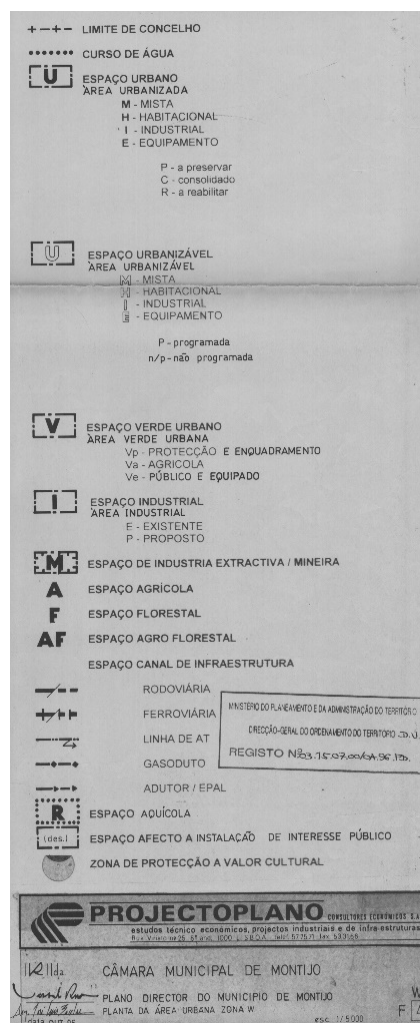 LIMITE DE CONCELHO
CURSO DE ÁGUA
U ESPAÇO URBANO
ÁREA URBANIZADA
M - MISTA
H - HABITACIONAL
I - INDUSTRIAL
E - EQUIPAMENTO
P - a preservar
C - consolidado
R - a reabilitar
U ESPAÇO URBANIZÁVEL
ÁREA URBANIZÁVEL
M - MISTA
H - HABITACIONAL
I - INDUSTRIAL
E - EQUIPAMENTO
P - programada
n/p - não programada
V ESPAÇO VERDE URBANO
ÁREA VERDE URBANA
Vp - PROTECÇÃO E ENQUADRAMENTO
Va - AGRICOLA
Ve - PÚBLICO E EQUIPADO
I ESPAÇO INDUSTRIAL
ÁREA INDUSTRIAL
E - EXISTENTE
P - PROPOSTO
M ESPAÇO DE INDUSTRIA EXTRACTIVA / MINEIRA
A ESPAÇO AGRÍCOLA
F ESPAÇO FLORESTAL
AF ESPAÇO AGRO FLORESTAL
ESPAÇO CANAL DE INFRAESTRUTURA
RODOVIÁRIA
FERROVIÁRIA
LINHA DE AT
GASODUTO
ADUTOR / EPAL
MINISTÉRIO DO PLANEAMENTO E DA ADMINISTRAÇÃO DO TERRITÓRIO
DIRECÇÃO-GERAL DO ORDENAMENTO DO TERRITÓRIO
REGISTO Nº
R ESPAÇO AQUÍCOLA
(des.) ESPAÇO AFECTO A INSTALAÇÃO DE INTERESSE PÚBLICO
ZONA DE PROTECÇÃO A VALOR CULTURAL
PROJECTOPLANO CONSULTORES ECONÓMICOS S.A
estudos técnico económicos, projectos industriais e de infra-estruturas
CÂMARA MUNICIPAL DE MONTIJO
PLANO DIRECTOR DO MUNICIPIO DE MONTIJO
PLANTA DA ÁREA URBANA ZONA W
data OUT 95
esc. 1/5000
W
F